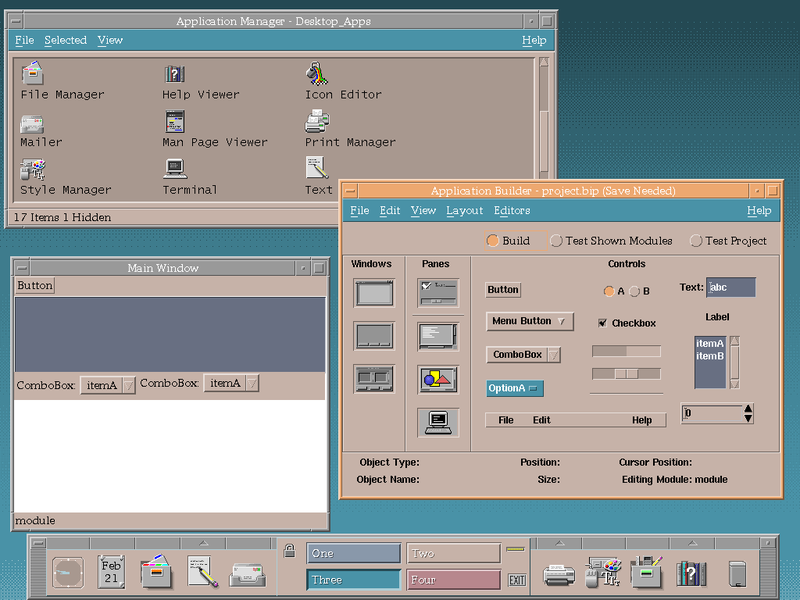 Application Manager - Desktop_Apps
File Selected View Help
File Manager Help Viewer Icon Editor
Mailer Man Page Viewer Print Manager
Style Manager Terminal Text
17 Items 1 Hidden
Application Builder - project.bip (Save Needed)
File Edit View Layout Editors Help
Build Test Shown Modules Test Project
Windows Panes Controls
Button A B Text: abc
Menu Button Checkbox Label
ComboBox itemA
itemB
OptionA
File Edit Help 0
Object Type: Position: Cursor Position:
Object Name: Size: Editing Module: module
Main Window
Button
ComboBox: itemA ComboBox: itemA
module
Feb
21
One Two
Three Four
EXIT